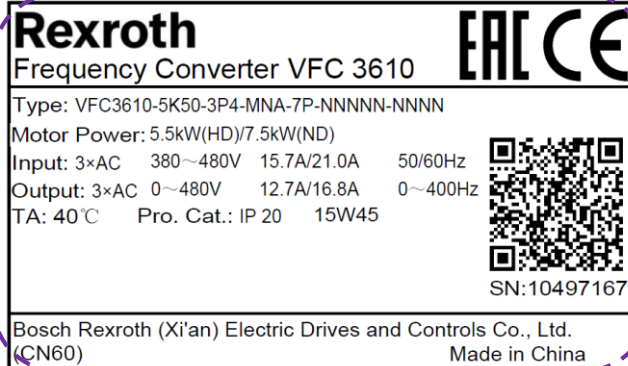 Rexroth
EAC CE
Frequency Converter VFC 3610
Type: VFC3610-5K50-3P4-MNA-7P-NNNNN-NNNN
Motor Power: 5.5kW(HD)/7.5kW(ND)
Input: 3×AC 380~480V 15.7A/21.0A 50/60Hz
Output: 3×AC 0~480V 12.7A/16.8A 0~400Hz
TA: 40℃ Pro. Cat.: IP 20 15W45
SN:10497167
Bosch Rexroth (Xi'an) Electric Drives and Controls Co., Ltd.
(CN60) Made in China